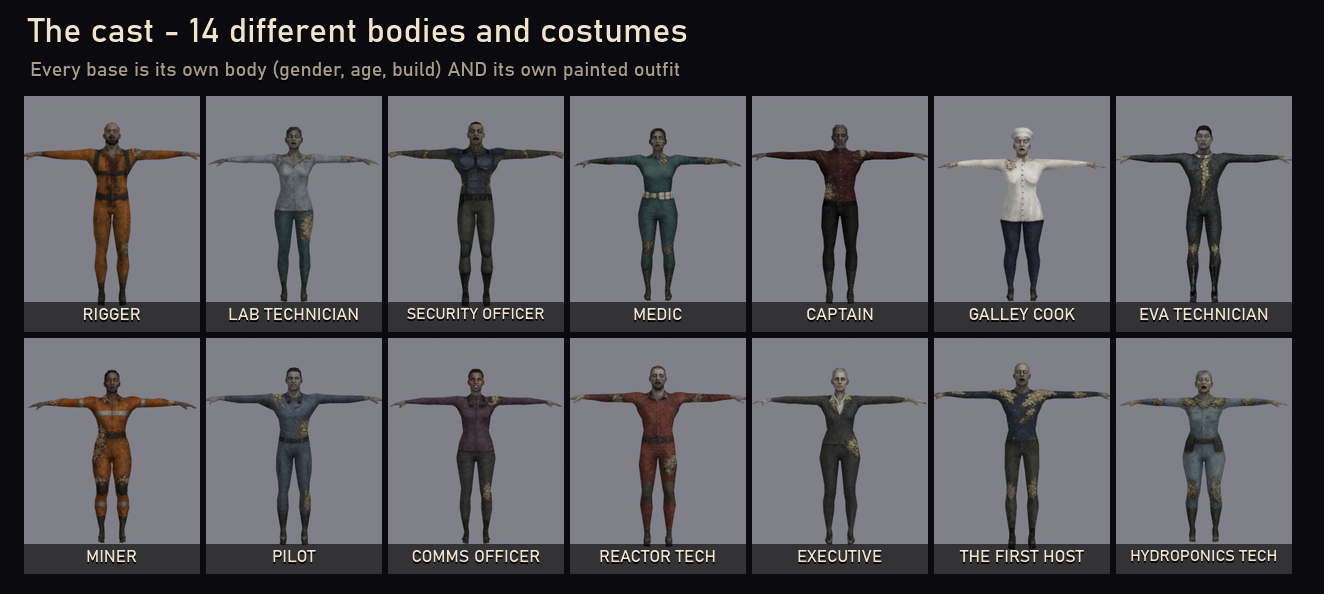 The cast - 14 different bodies and costumes
Every base is its own body (gender, age, build) AND its own painted outfit
RIGGER
LAB TECHNICIAN
SECURITY OFFICER
MEDIC
CAPTAIN
GALLEY COOK
EVA TECHNICIAN
MINER
PILOT
COMMS OFFICER
REACTOR TECH
EXECUTIVE
THE FIRST HOST
HYDROPONICS TECH